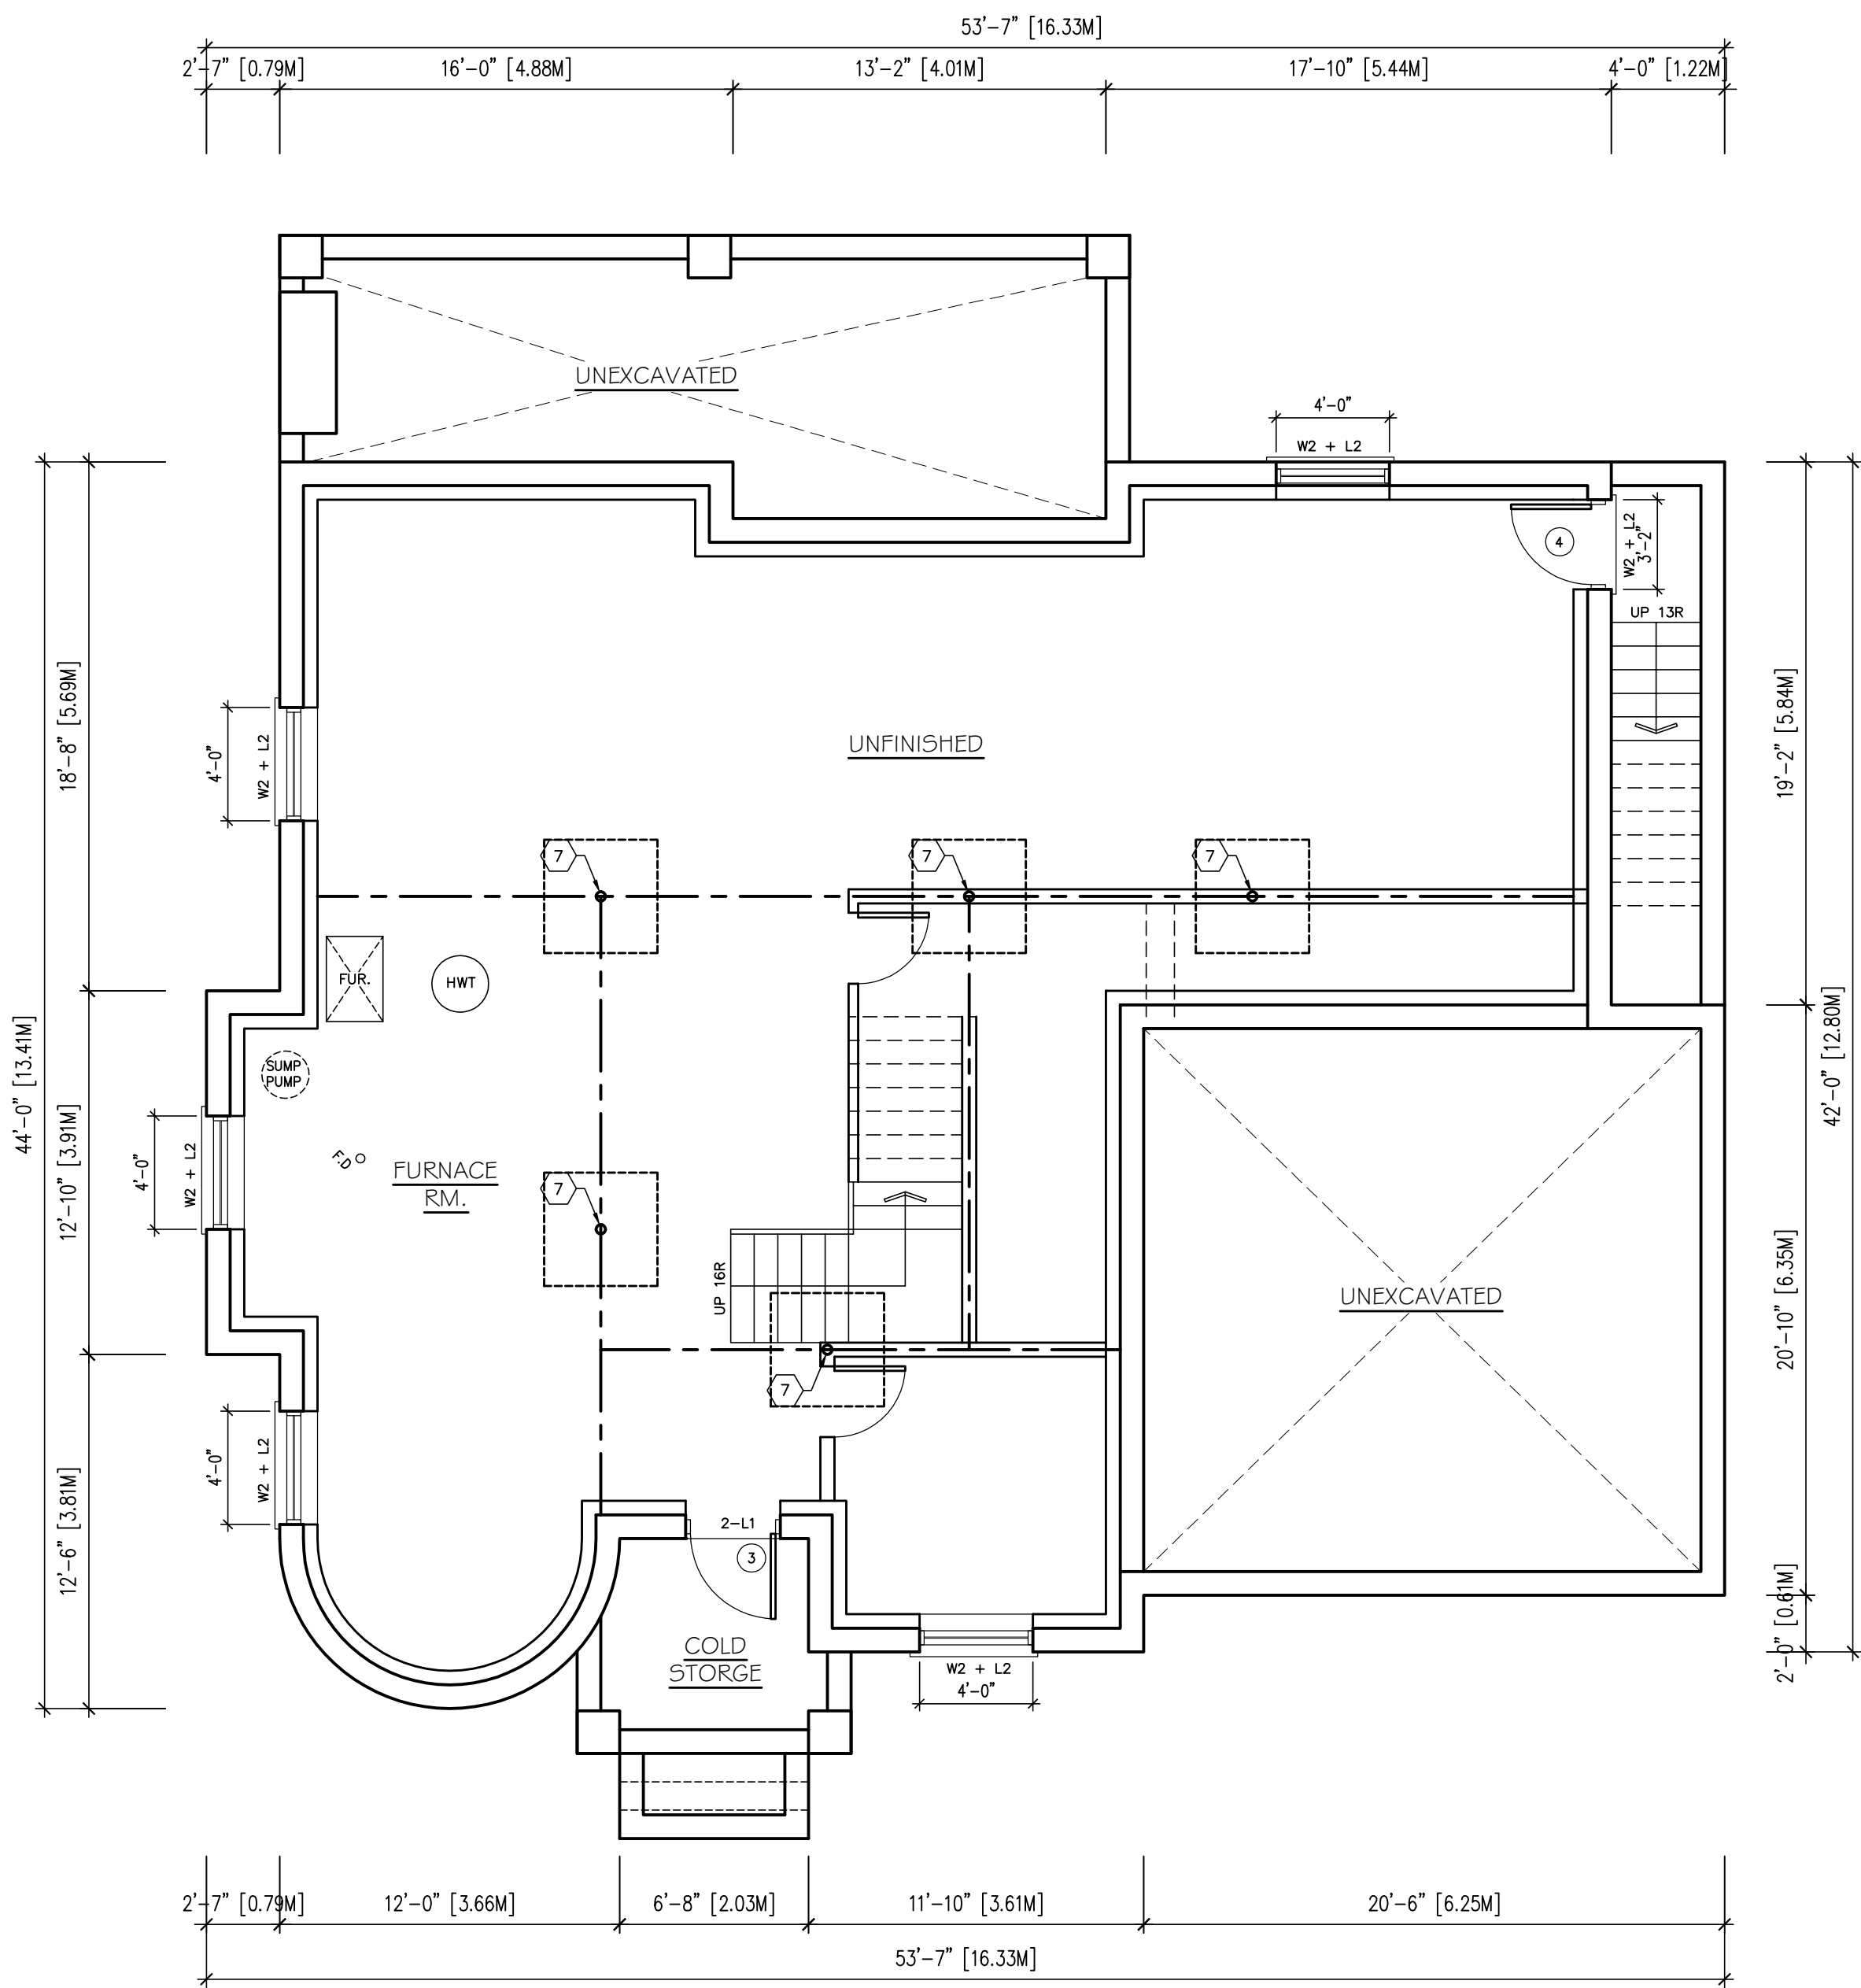 53'-7" [16.33M]
2'-7" [0.79M] 16'-0" [4.88M] 13'-2" [4.01M] 17'-10" [5.44M] 4'-0" [1.22M]
UNEXCAVATED
4'-0"
W2 + L2
4
W2 + L2
3'-2"
UP 13R
18'-8" [5.69M]
19'-2" [5.84M]
4'-0"
W2 + L2
UNFINISHED
7
7
7
FUR.
HWT
44'-0" [13.41M]
42'-0" [12.80M]
SUMP
PUMP
12'-10" [3.91M]
4'-0"
W2 + L2
F.D
FURNACE
RM.
7
UP 16R
UNEXCAVATED
20'-10" [6.35M]
7
4'-0"
W2 + L2
12'-6" [3.81M]
2-L1
3
2'-0" [0.61M]
COLD
STORGE
W2 + L2
4'-0"
2'-7" [0.79M] 12'-0" [3.66M] 6'-8" [2.03M] 11'-10" [3.61M] 20'-6" [6.25M]
53'-7" [16.33M]